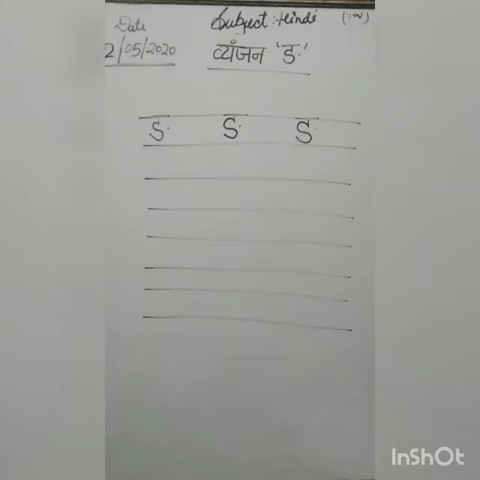 Date Subject :- Hindi
2/05/2020 व्यंजन 'ङ'
ङ ङ ङ
InShOt